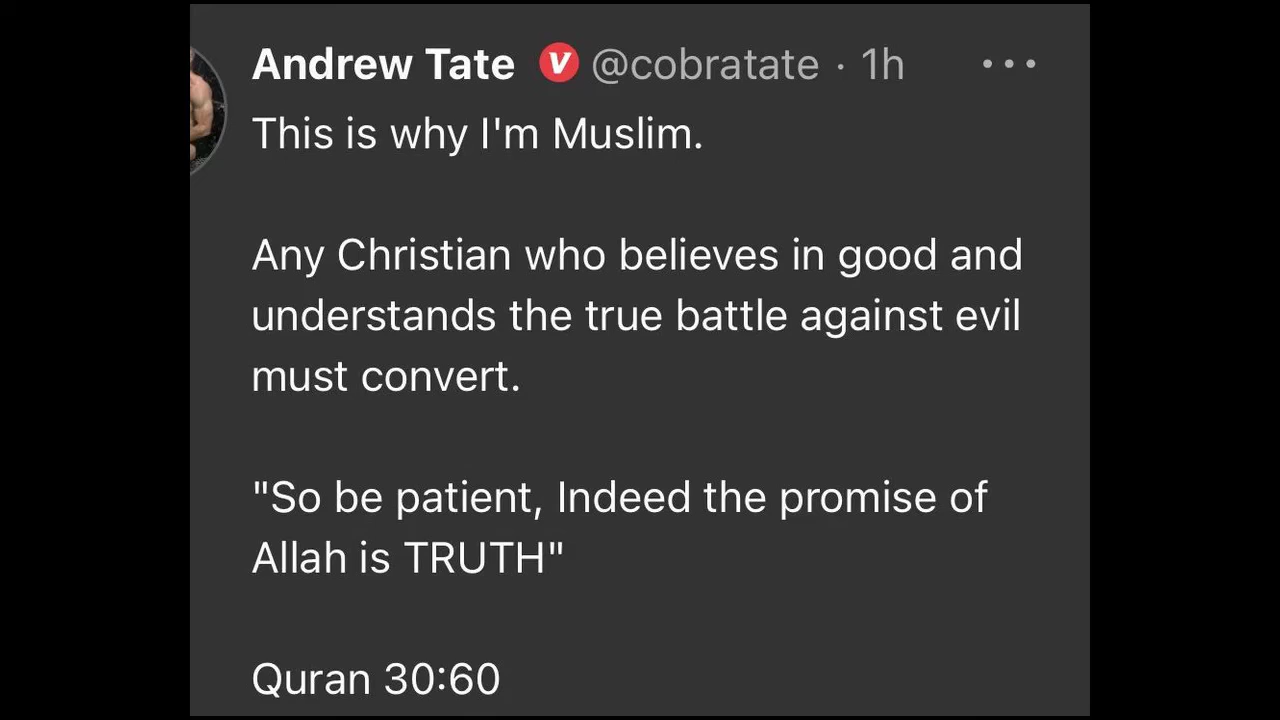 Andrew Tate V @cobratate · 1h ...
This is why I'm Muslim.
Any Christian who believes in good and
understands the true battle against evil
must convert.
"So be patient, Indeed the promise of
Allah is TRUTH"
Quran 30:60